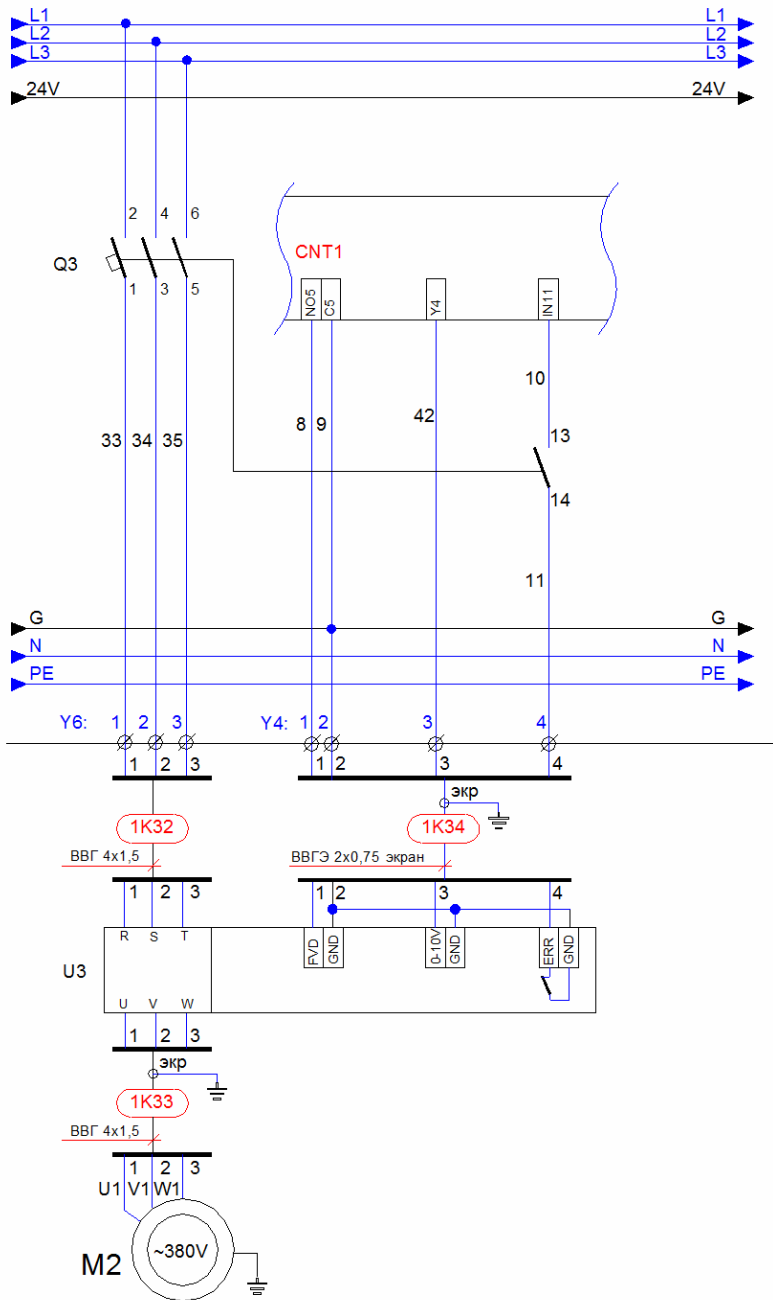 L1 L1
L2 L2
L3 L3
24V 24V
2 4 6
Q3
1 3 5
CNT1
NO5 C5 Y4 IN11
10
8 9 42
13
33 34 35
14
11
G G
N N
PE PE
Y6: 1 2 3 Y4: 1 2 3 4
1 2 3 1 2 3 4
экр
1K32 1K34
ВВГ 4x1,5 ВВГЭ 2x0,75 экран
1 2 3 1 2 3 4
R S T
FVD GND 0-10V GND ERR GND
U3
U V W
1 2 3
экр
1K33
ВВГ 4x1,5
1 2 3
U1 V1 W1
~380V
M2